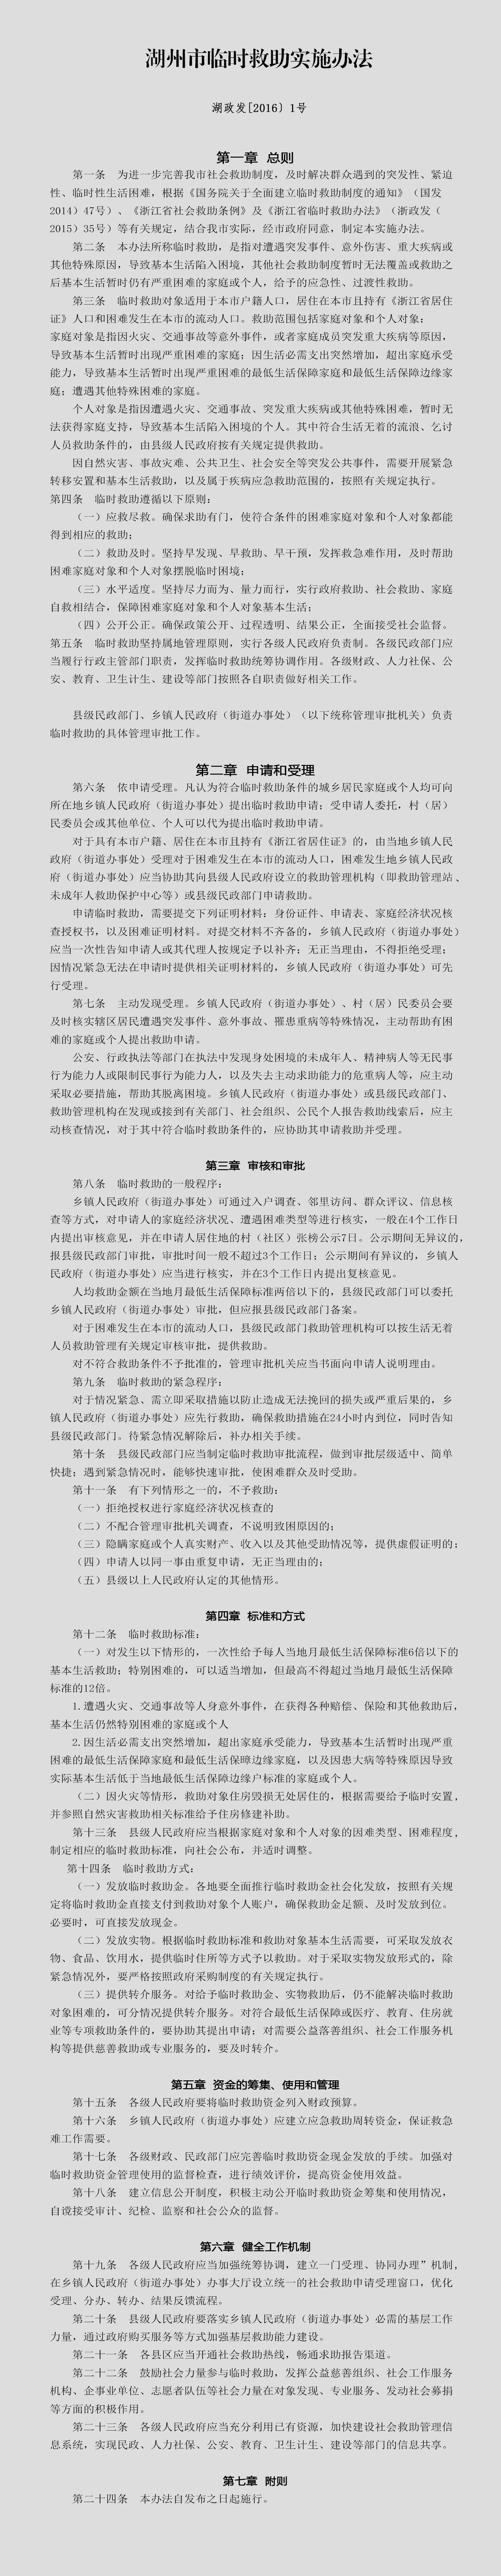 湖州市临时救助实施办法
湖政发[2016〕1号
第一章 总则
第一条 为进一步完善我市社会救助制度，及时解决群众遇到的突发性、紧迫
性、临时性生活困难，根据《国务院关于全面建立临时救助制度的通知》（国发
2014）47号）、《浙江省社会救助条例》及《浙江省临时救助办法》（浙政发（
2015）35号）等有关规定，结合我市实际，经市政府同意，制定本实施办法。
第二条 本办法所称临时救助，是指对遭遇突发事件、意外伤害、重大疾病或
其他特殊原因，导致基本生活陷入困境，其他社会救助制度暂时无法覆盖或救助之
后基本生活暂时仍有严重困难的家庭或个人，给予的应急性、过渡性救助。
第三条 临时救助对象适用于本市户籍人口，居住在本市且持有《浙江省居住
证》人口和困难发生在本市的流动人口。救助范围包括家庭对象和个人对象：
家庭对象是指因火灾、交通事故等意外事件，或者家庭成员突发重大疾病等原因，
导致基本生活暂时出现严重困难的家庭；因生活必需支出突然增加，超出家庭承受
能力，导致基本生活暂时出现严重困难的最低生活保障家庭和最低生活保障边缘家
庭；遭遇其他特殊困难的家庭。
个人对象是指因遭遇火灾、交通事故、突发重大疾病或其他特殊困难，暂时无
法获得家庭支持，导致基本生活陷入困境的个人。其中符合生活无着的流浪、乞讨
人员救助条件的，由县级人民政府按有关规定提供救助。
因自然灾害、事故灾难、公共卫生、社会安全等突发公共事件，需要开展紧急
转移安置和基本生活救助，以及属于疾病应急救助范围的，按照有关规定执行。
第四条 临时救助遵循以下原则：
（一）应救尽救。确保求助有门，使符合条件的困难家庭对象和个人对象都能
得到相应的救助；
（二）救助及时。坚持早发现、早救助、早干预，发挥救急难作用，及时帮助
困难家庭对象和个人对象摆脱临时困境；
（三）水平适度。坚持尽力而为、量力而行，实行政府救助、社会救助、家庭
自救相结合，保障困难家庭对象和个人对象基本生活；
（四）公开公正。确保政策公开、过程透明、结果公正，全面接受社会监督。
第五条 临时救助坚持属地管理原则，实行各级人民政府负责制。各级民政部门应
当履行行政主管部门职责，发挥临时救助统筹协调作用。各级财政、人力社保、公
安、教育、卫生计生、建设等部门按照各自职责做好相关工作。
县级民政部门、乡镇人民政府（街道办事处）（以下统称管理审批机关）负责
临时救助的具体管理审批工作。
第二章 申请和受理
第六条 依申请受理。凡认为符合临时救助条件的城乡居民家庭或个人均可向
所在地乡镇人民政府（街道办事处）提出临时救助申请；受申请人委托，村（居）
民委员会或其他单位、个人可以代为提出临时救助申请。
对于具有本市户籍、居住在本市且持有《浙江省居住证》的，由当地乡镇人民
政府（街道办事处）受理对于困难发生在本市的流动人口，困难发生地乡镇人民政
府（街道办事处）应当协助其向县级人民政府设立的救助管理机构（即救助管理站、
未成年人救助保护中心等）或县级民政部门申请救助。
申请临时救助，需要提交下列证明材料：身份证件、申请表、家庭经济状况核
查授权书，以及困难证明材料。对提交材料不齐备的，乡镇人民政府（街道办事处）
应当一次性告知申请人或其代理人按规定予以补齐；无正当理由，不得拒绝受理；
因情况紧急无法在申请时提供相关证明材料的，乡镇人民政府（街道办事处）可先
行受理。
第七条 主动发现受理。乡镇人民政府（街道办事处）、村（居）民委员会要
及时核实辖区居民遭遇突发事件、意外事故、罹患重病等特殊情况，主动帮助有困
难的家庭或个人提出救助申请。
公安、行政执法等部门在执法中发现身处困境的未成年人、精神病人等无民事
行为能力人或限制民事行为能力人，以及失去主动求助能力的危重病人等，应主动
采取必要措施，帮助其脱离困境。乡镇人民政府（街道办事处）或县级民政部门、
救助管理机构在发现或接到有关部门、社会组织、公民个人报告救助线索后，应主
动核查情况，对于其中符合临时救助条件的，应协助其申请救助并受理。
第三章 审核和审批
第八条 临时救助的一般程序：
乡镇人民政府（街道办事处）可通过入户调查、邻里访问、群众评议、信息核
查等方式，对申请人的家庭经济状况、遭遇困难类型等进行核实，一般在4个工作日
内提出审核意见，并在申请人居住地的村（社区）张榜公示7日。公示期间无异议的，
报县级民政部门审批，审批时间一般不超过3个工作日；公示期间有异议的，乡镇人
民政府（街道办事处）应当进行核实，并在3个工作日内提出复核意见。
人均救助金额在当地月最低生活保障标准两倍以下的，县级民政部门可以委托
乡镇人民政府（街道办事处）审批，但应报县级民政部门备案。
对于困难发生在本市的流动人口，县级民政部门救助管理机构可以按生活无着
人员救助管理有关规定审核审批，提供救助。
对不符合救助条件不予批准的，管理审批机关应当书面向申请人说明理由。
第九条 临时救助的紧急程序：
对于情况紧急、需立即采取措施以防止造成无法挽回的损失或严重后果的，乡
镇人民政府（街道办事处）应先行救助，确保救助措施在24小时内到位，同时告知
县级民政部门。待紧急情况解除后，补办相关手续。
第十条 县级民政部门应当制定临时救助审批流程，做到审批层级适中、简单
快捷；遇到紧急情况时，能够快速审批，使困难群众及时受助。
第十一条 有下列情形之一的，不予救助：
（一）拒绝授权进行家庭经济状况核查的
（二）不配合管理审批机关调查，不说明致困原因的；
（三）隐瞒家庭或个人真实财产、收入以及其他受助情况等，提供虚假证明的；
（四）申请人以同一事由重复申请，无正当理由的；
（五）县级以上人民政府认定的其他情形。
第四章 标准和方式
第十二条 临时救助标准：
（一）对发生以下情形的，一次性给予每人当地月最低生活保障标准6倍以下的
基本生活救助；特别困难的，可以适当增加，但最高不得超过当地月最低生活保障
标准的12倍。
1.遭遇火灾、交通事故等人身意外事件，在获得各种赔偿、保险和其他救助后，
基本生活仍然特别困难的家庭或个人
2.因生活必需支出突然增加，超出家庭承受能力，导致基本生活暂时出现严重
困难的最低生活保障家庭和最低生活保障边缘家庭，以及因患大病等特殊原因导致
实际基本生活低于当地最低生活保障边缘户标准的家庭或个人。
（二）因火灾等情形，救助对象住房毁损无处居住的，根据需要给予临时安置，
并参照自然灾害救助相关标准给予住房修建补助。
第十三条 县级人民政府应当根据家庭对象和个人对象的因难类型、困难程度，
制定相应的临时救助标准，向社会公布，并适时调整。
第十四条 临时救助方式：
（一）发放临时救助金。各地要全面推行临时救助金社会化发放，按照有关规
定将临时救助金直接支付到救助对象个人账户，确保救助金足额、及时发放到位。
必要时，可直接发放现金。
（二）发放实物。根据临时救助标准和救助对象基本生活需要，可采取发放衣
物、食品、饮用水，提供临时住所等方式予以救助。对于采取实物发放形式的，除
紧急情况外，要严格按照政府采购制度的有关规定执行。
（三）提供转介服务。对给予临时救助金、实物救助后，仍不能解决临时救助
对象困难的，可分情况提供转介服务。对符合最低生活保障或医疗、教育、住房就
业等专项救助条件的，要协助其提出申请；对需要公益慈善组织、社会工作服务机
构等提供慈善救助或专业服务的，要及时转介。
第五章 资金的筹集、使用和管理
第十五条 各级人民政府要将临时救助资金列入财政预算。
第十六条 乡镇人民政府（街道办事处）应建立应急救助周转资金，保证救急
难工作需要。
第十七条 各级财政、民政部门应完善临时救助资金现金发放的手续。加强对
临时救助资金管理使用的监督检查，进行绩效评价，提高资金使用效益。
第十八条 建立信息公开制度，积极主动公开临时救助资金筹集和使用情况，
自觉接受审计、纪检、监察和社会公众的监督。
第六章 健全工作机制
第十九条 各级人民政府应当加强统筹协调，建立一门受理、协同办理”机制，
在乡镇人民政府（街道办事处）办事大厅设立统一的社会救助申请受理窗口，优化
受理、分办、转办、结果反馈流程。
第二十条 县级人民政府要落实乡镇人民政府（街道办事处）必需的基层工作
力量，通过政府购买服务等方式加强基层救助能力建设。
第二十一条 各县区应当开通社会救助热线，畅通求助报告渠道。
第二十二条 鼓励社会力量参与临时救助，发挥公益慈善组织、社会工作服务
机构、企事业单位、志愿者队伍等社会力量在对象发现、专业服务、发动社会募捐
等方面的积极作用。
第二十三条 各级人民政府应当充分利用已有资源，加快建设社会救助管理信
息系统，实现民政、人力社保、公安、教育、卫生计生、建设等部门的信息共享。
第七章 附则
第二十四条 本办法自发布之日起施行。